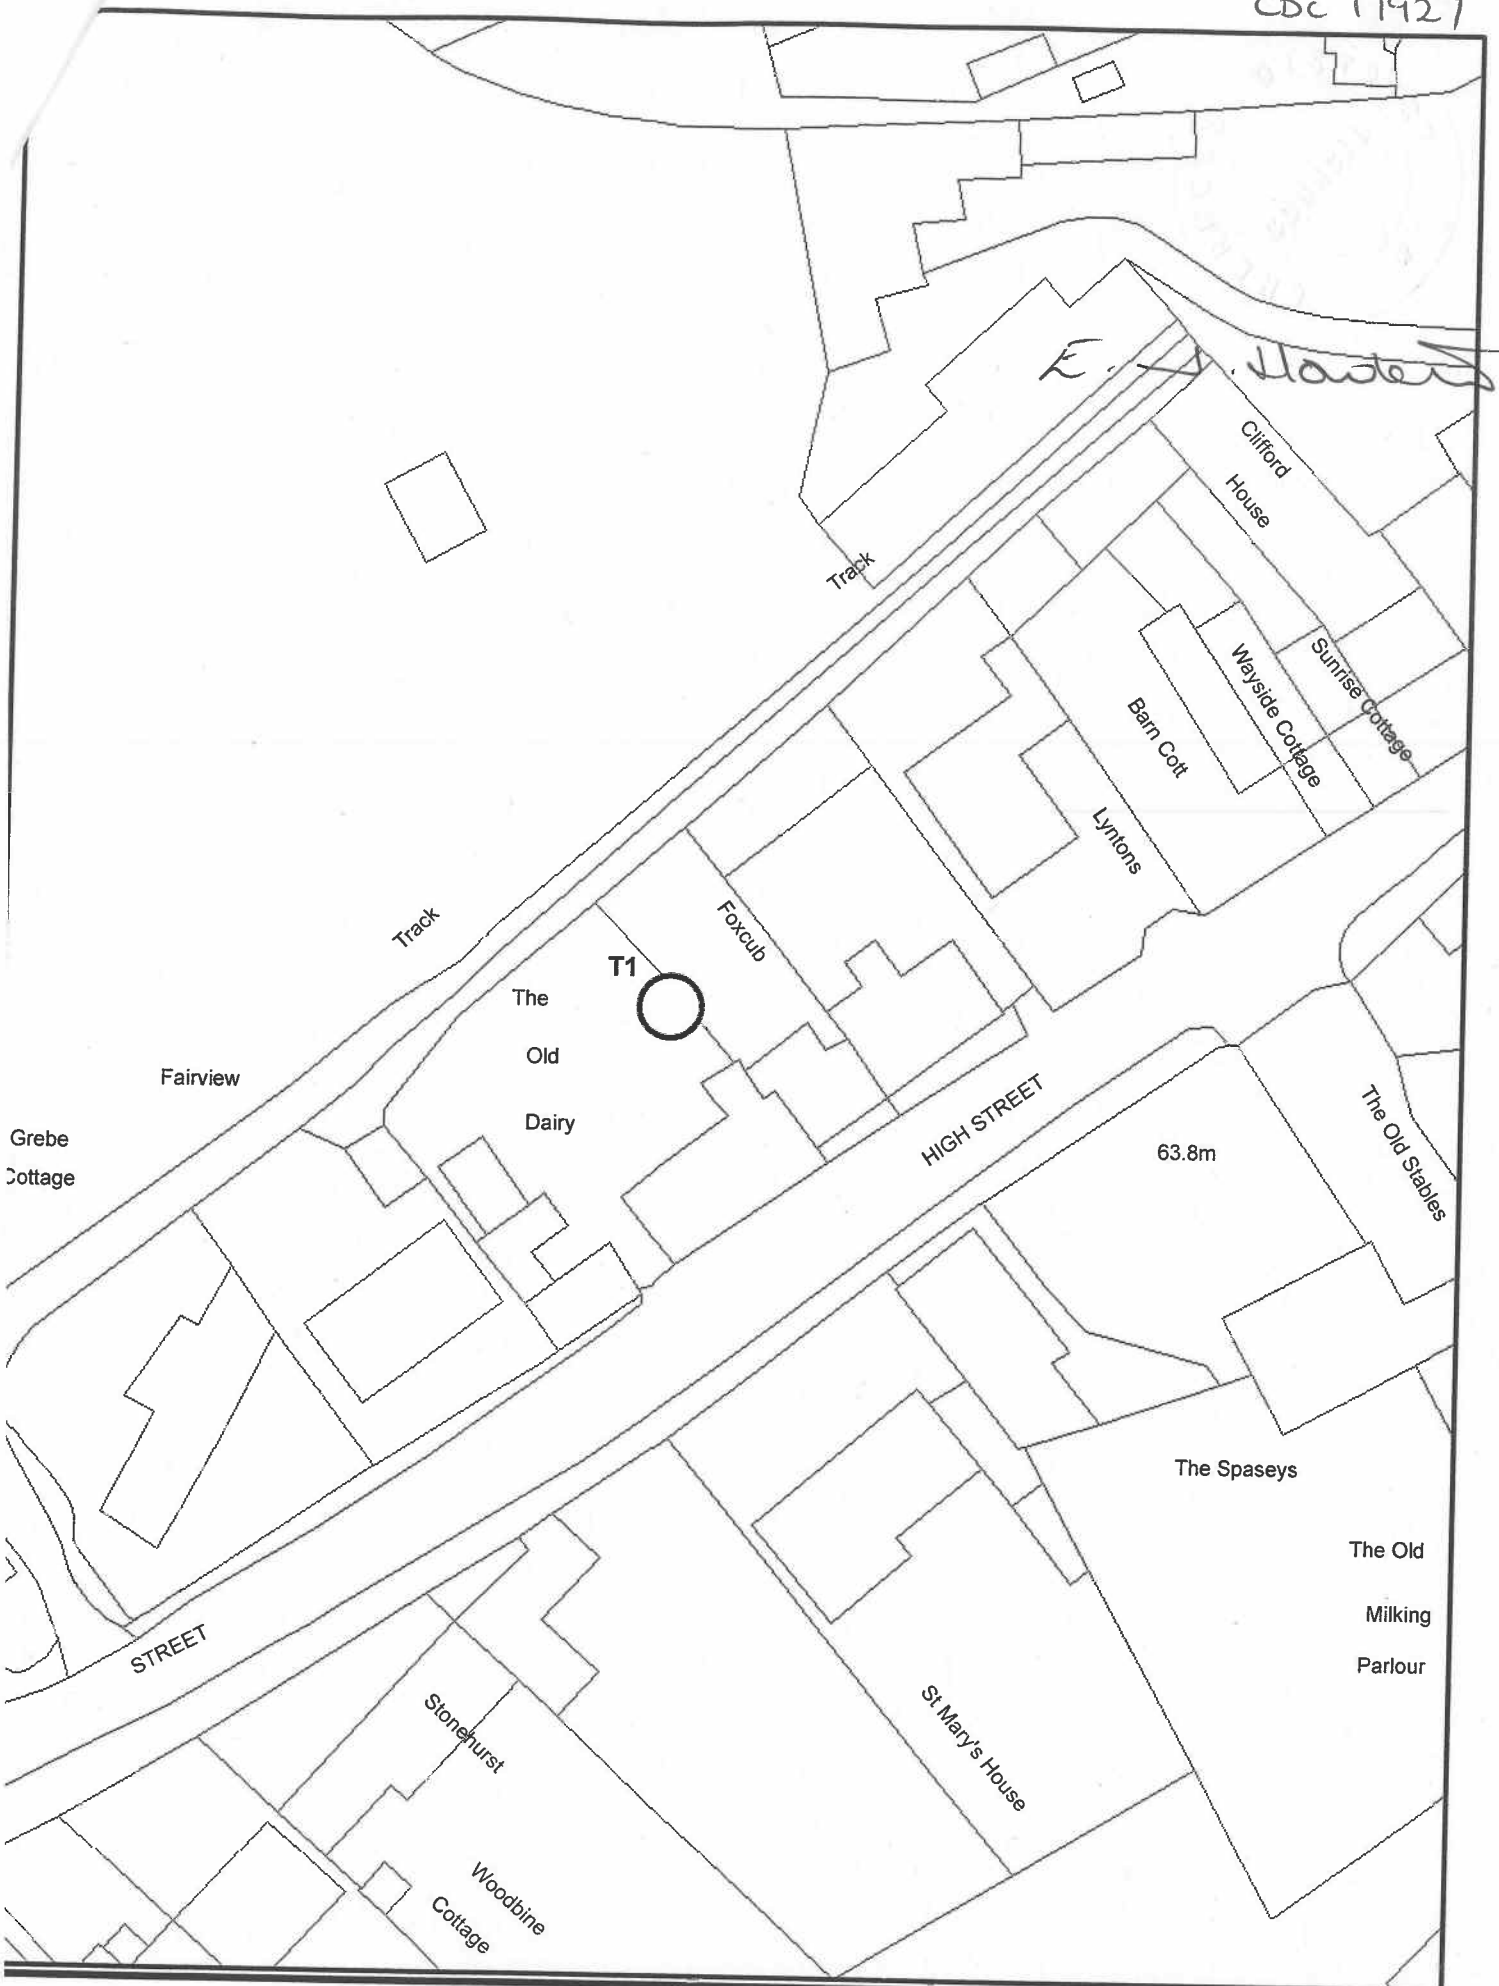 CDC 11927
Clifford
House
Track
Sunrise Cottage
Wayside Cottage
Barn Cott
Lyntons
Foxcub
Track
T1
The
Old
Dairy
Fairview
Grebe
Cottage
HIGH STREET
63.8m
The Old Stables
The Spaseys
The Old
Milking
Parlour
STREET
Stonehurst
St Mary's House
Woodbine
Cottage